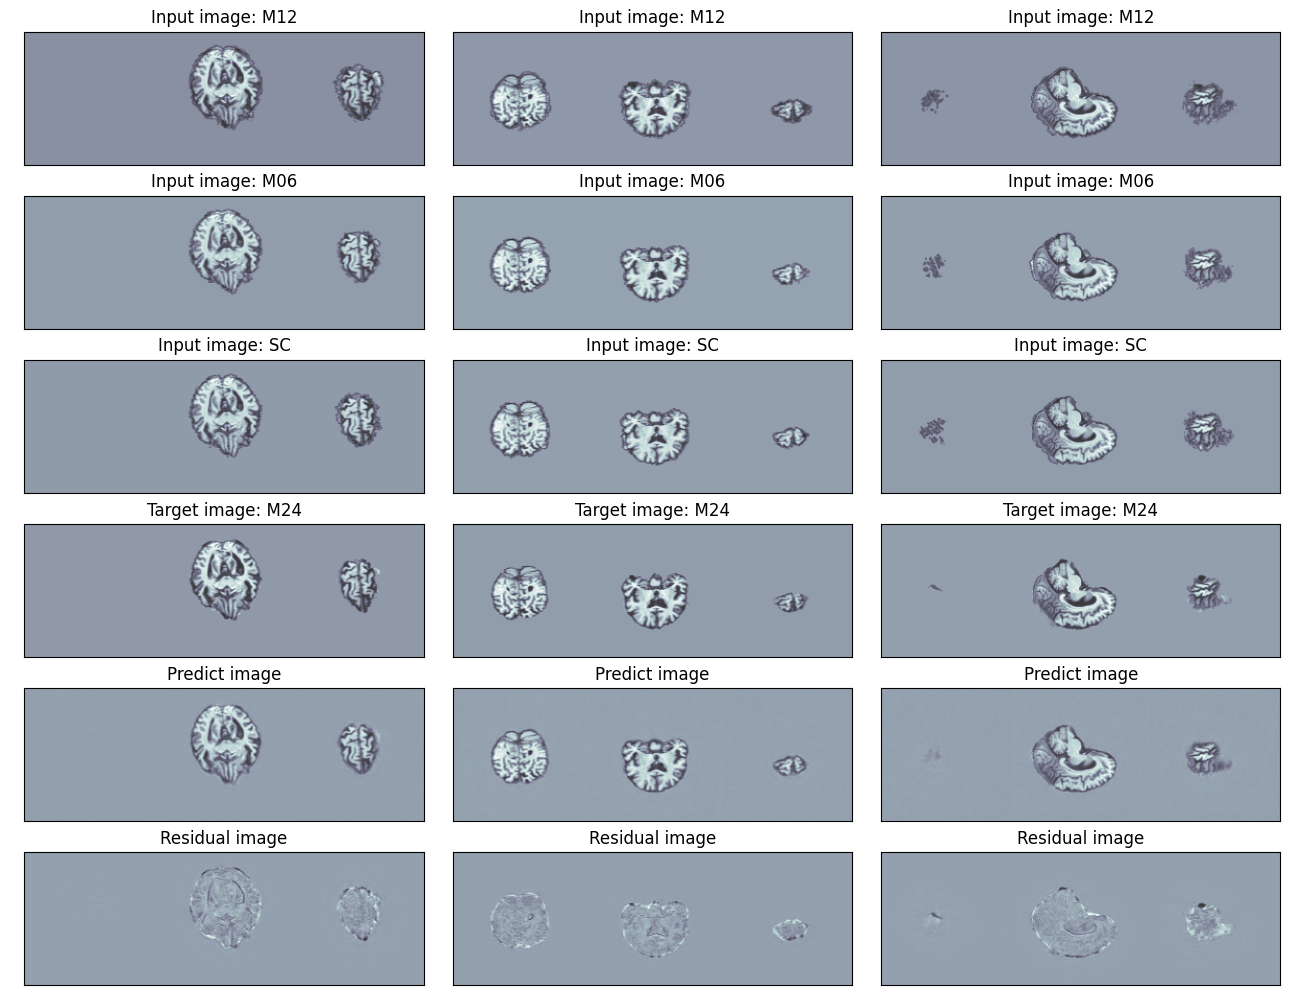 Input image: M12 Input image: M12 Input image: M12
Input image: M06 Input image: M06 Input image: M06
Input image: SC Input image: SC Input image: SC
Target image: M24 Target image: M24 Target image: M24
Predict image Predict image Predict image
Residual image Residual image Residual image